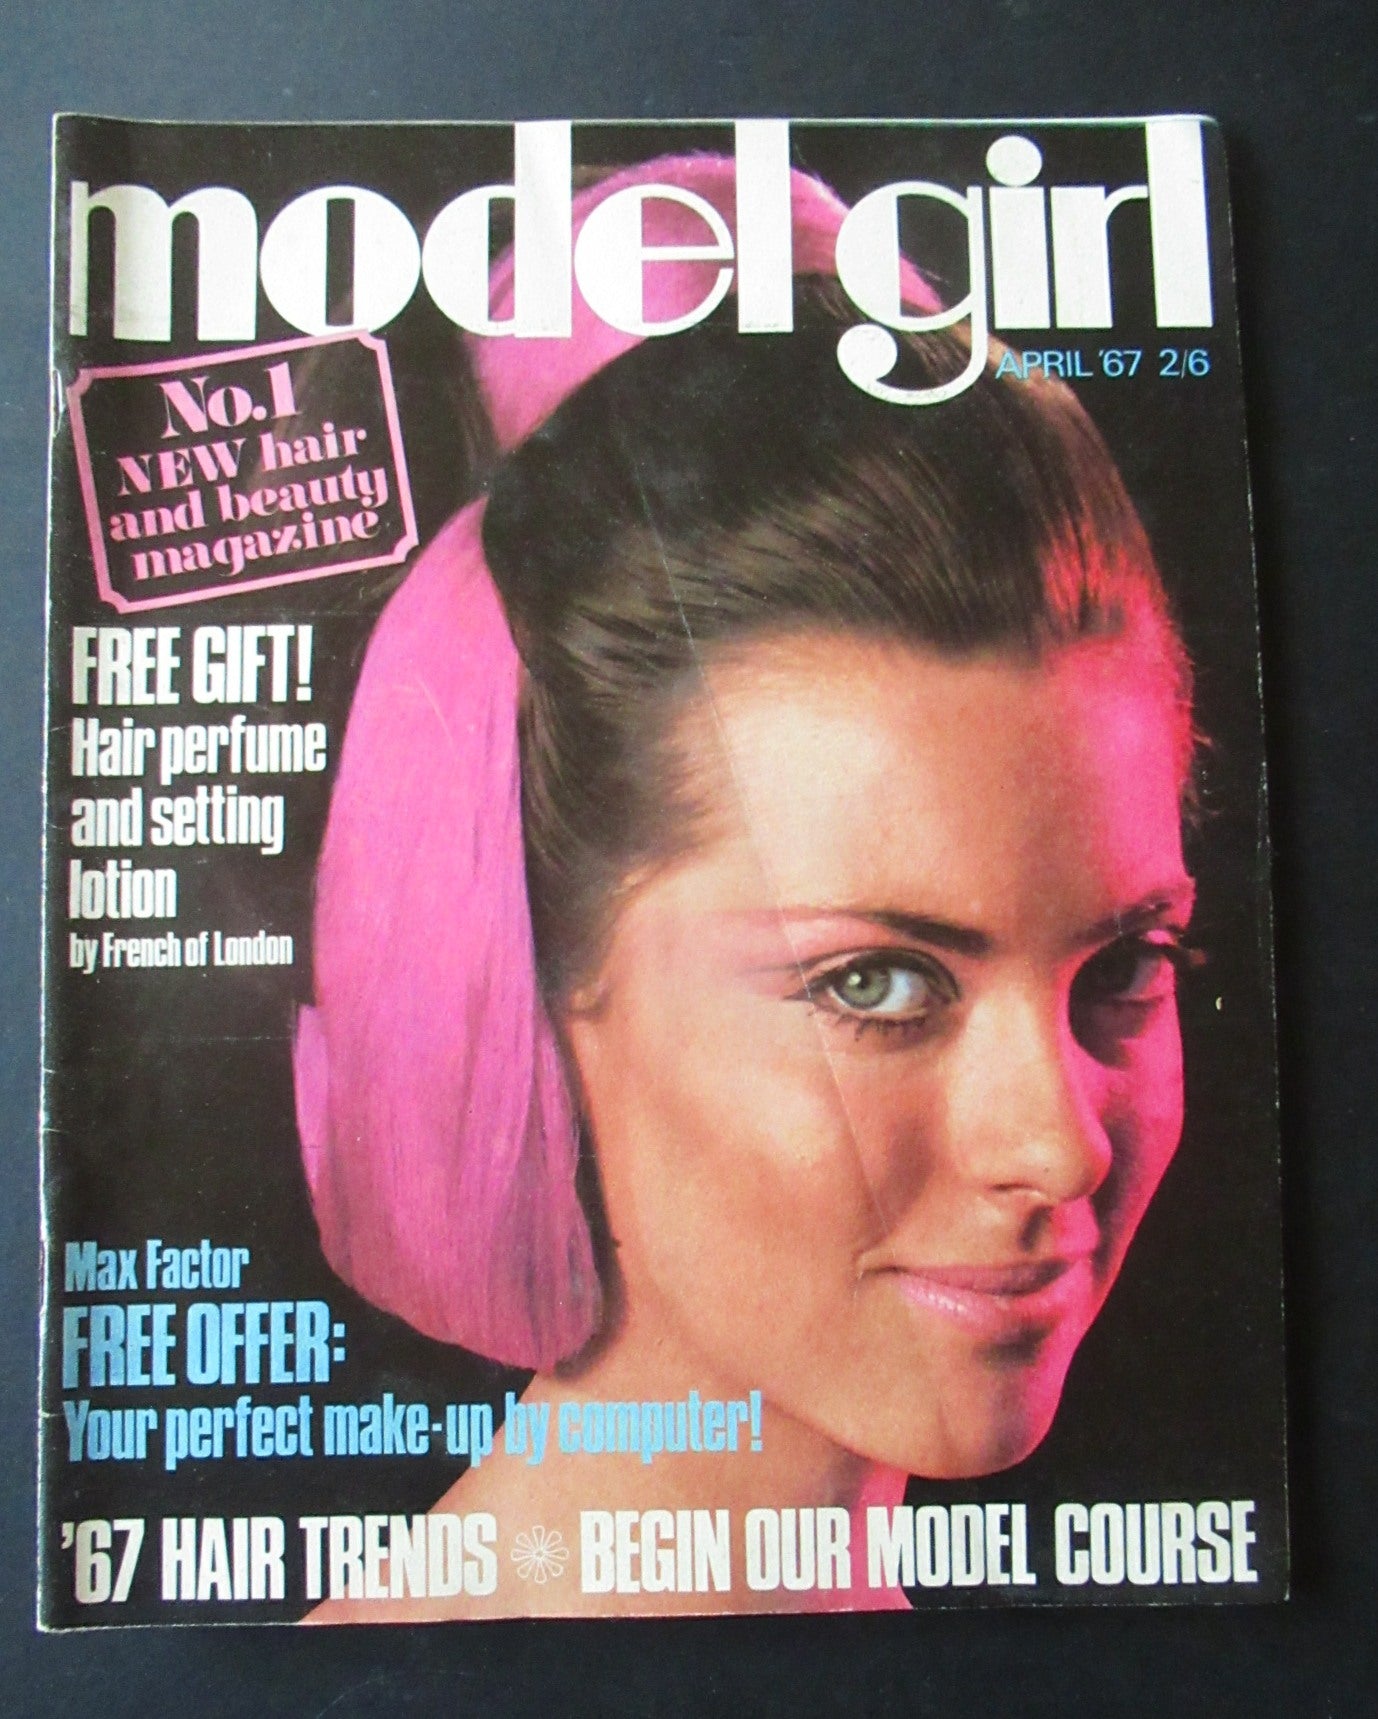 model girl
APRIL '67 2/6
No.1
NEW hair
and beauty
magazine
FREE GIFT!
Hair perfume
and setting
lotion
by French of London
Max Factor
FREE OFFER:
Your perfect make-up by computer!
'67 HAIR TRENDS BEGIN OUR MODEL COURSE